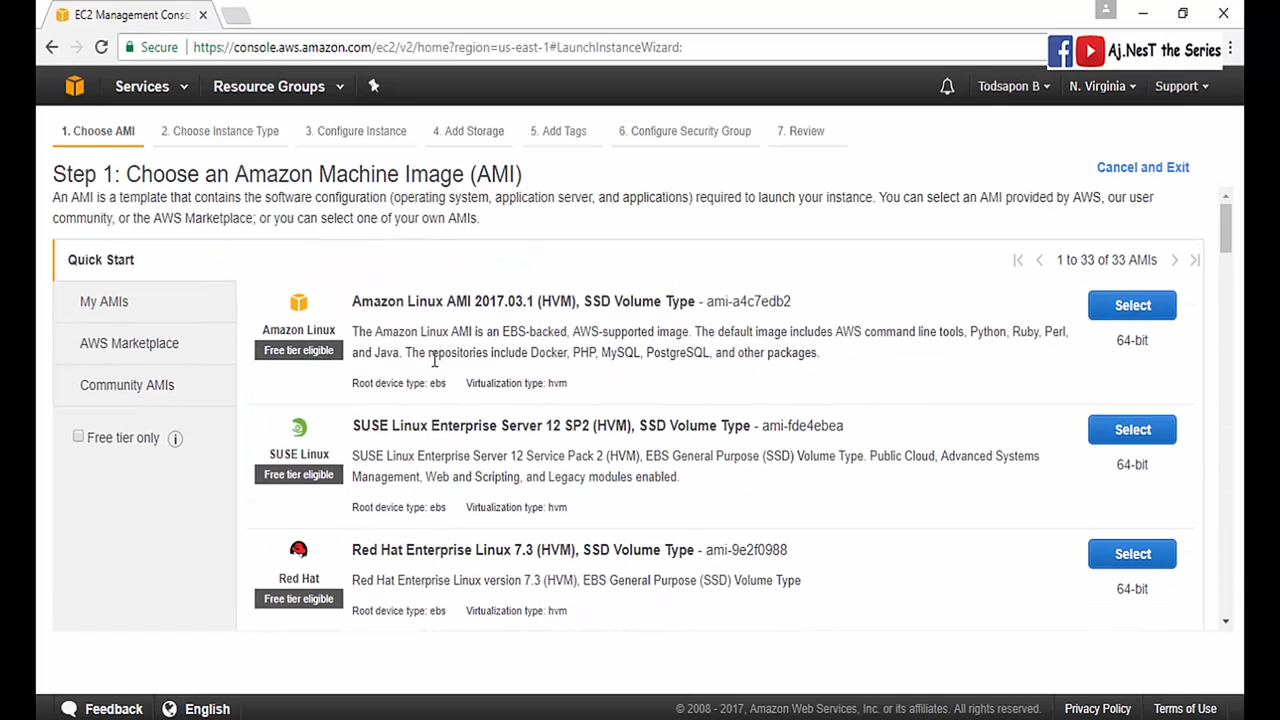 EC2 Management Conso
Secure https://console.aws.amazon.com/ec2/v2/home?region=us-east-1#LaunchInstanceWizard:
Aj.NesT the Series
Services Resource Groups Todsapon B N. Virginia Support
1. Choose AMI 2. Choose Instance Type 3. Configure Instance 4. Add Storage 5. Add Tags 6. Configure Security Group 7. Review
Step 1: Choose an Amazon Machine Image (AMI) Cancel and Exit
An AMI is a template that contains the software configuration (operating system, application server, and applications) required to launch your instance. You can select an AMI provided by AWS, our user
community, or the AWS Marketplace; or you can select one of your own AMIs.
Quick Start 1 to 33 of 33 AMIs
My AMIs
AWS Marketplace
Community AMIs
Free tier only
Amazon Linux AMI 2017.03.1 (HVM), SSD Volume Type - ami-a4c7edb2 Select
Amazon Linux
Free tier eligible
The Amazon Linux AMI is an EBS-backed, AWS-supported image. The default image includes AWS command line tools, Python, Ruby, Perl, 64-bit
and Java. The repositories include Docker, PHP, MySQL, PostgreSQL, and other packages.
Root device type: ebs Virtualization type: hvm
SUSE Linux Enterprise Server 12 SP2 (HVM), SSD Volume Type - ami-fde4ebea Select
SUSE Linux
Free tier eligible
SUSE Linux Enterprise Server 12 Service Pack 2 (HVM), EBS General Purpose (SSD) Volume Type. Public Cloud, Advanced Systems 64-bit
Management, Web and Scripting, and Legacy modules enabled.
Root device type: ebs Virtualization type: hvm
Red Hat Enterprise Linux 7.3 (HVM), SSD Volume Type - ami-9e2f0988 Select
Red Hat
Free tier eligible
Red Hat Enterprise Linux version 7.3 (HVM), EBS General Purpose (SSD) Volume Type 64-bit
Root device type: ebs Virtualization type: hvm
Feedback English © 2008 - 2017, Amazon Web Services, Inc. or its affiliates. All rights reserved. Privacy Policy Terms of Use